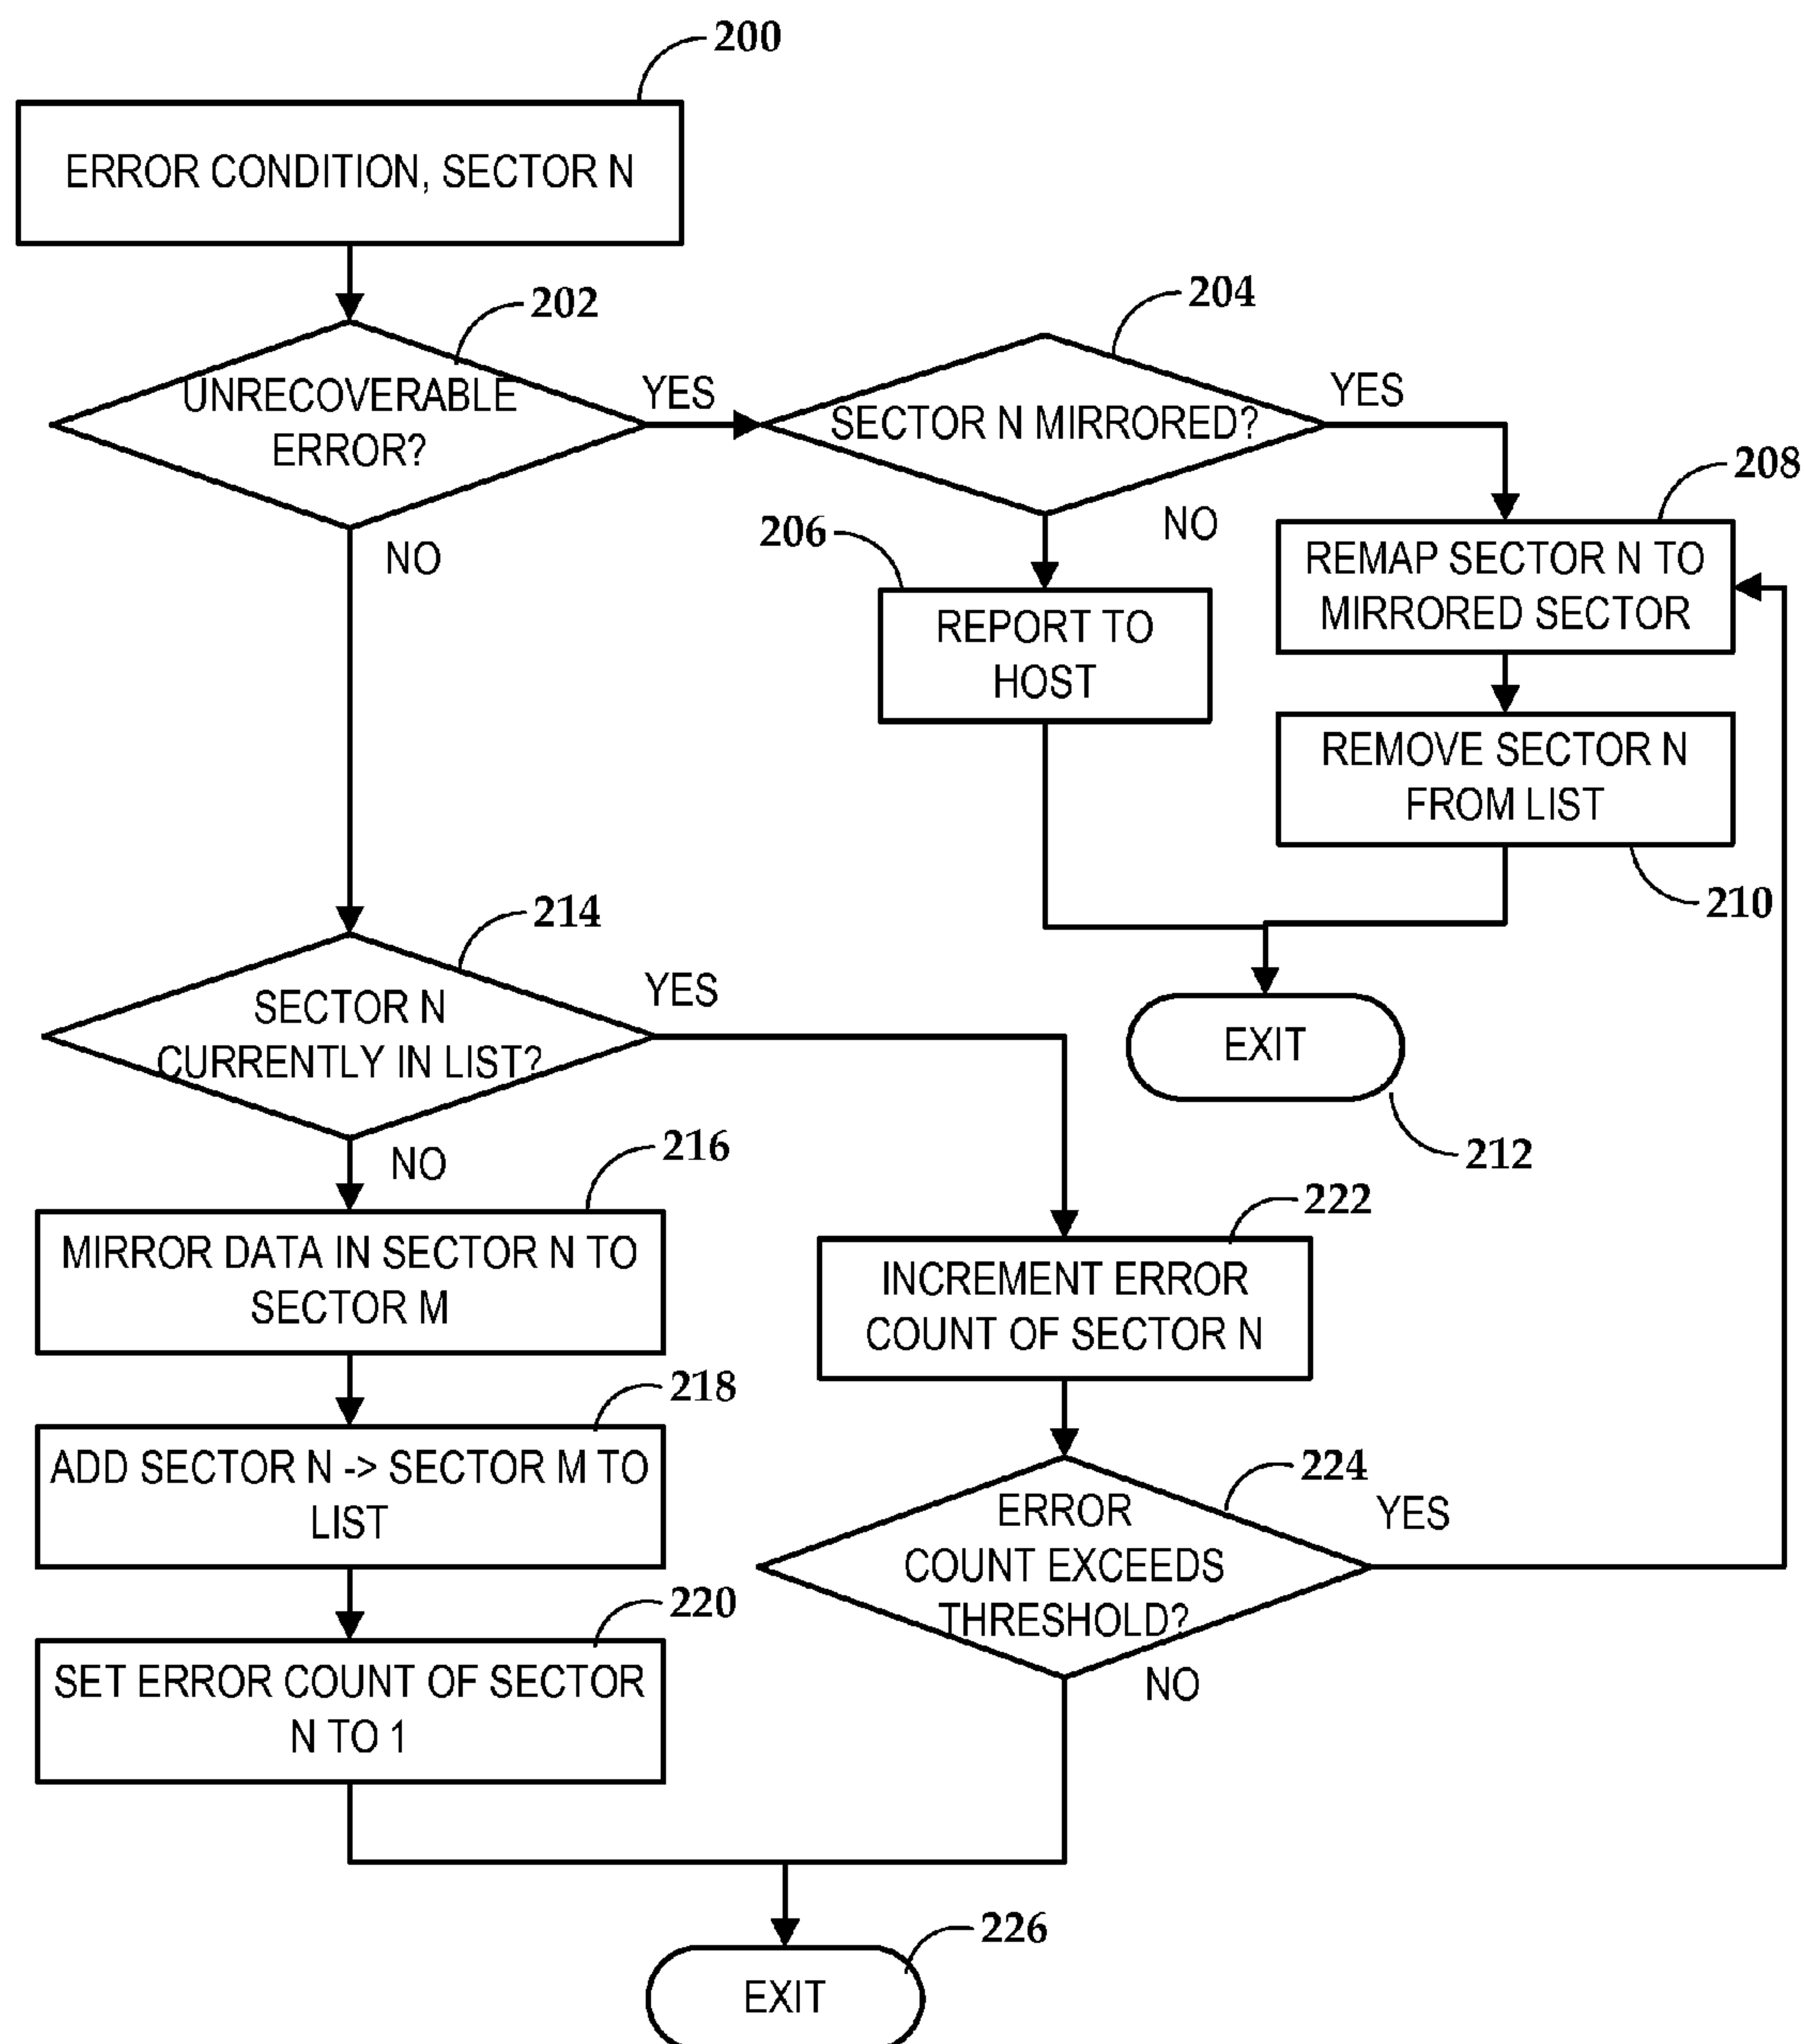 200
ERROR CONDITION, SECTOR N
202
UNRECOVERABLE
ERROR?
YES
NO
204
SECTOR N MIRRORED?
YES
NO
206
REPORT TO
HOST
208
REMAP SECTOR N TO
MIRRORED SECTOR
REMOVE SECTOR N
FROM LIST
210
EXIT
212
214
SECTOR N
CURRENTLY IN LIST?
YES
NO
216
MIRROR DATA IN SECTOR N TO
SECTOR M
218
ADD SECTOR N -> SECTOR M TO
LIST
220
SET ERROR COUNT OF SECTOR
N TO 1
222
INCREMENT ERROR
COUNT OF SECTOR N
224
ERROR
COUNT EXCEEDS
THRESHOLD?
YES
NO
226
EXIT